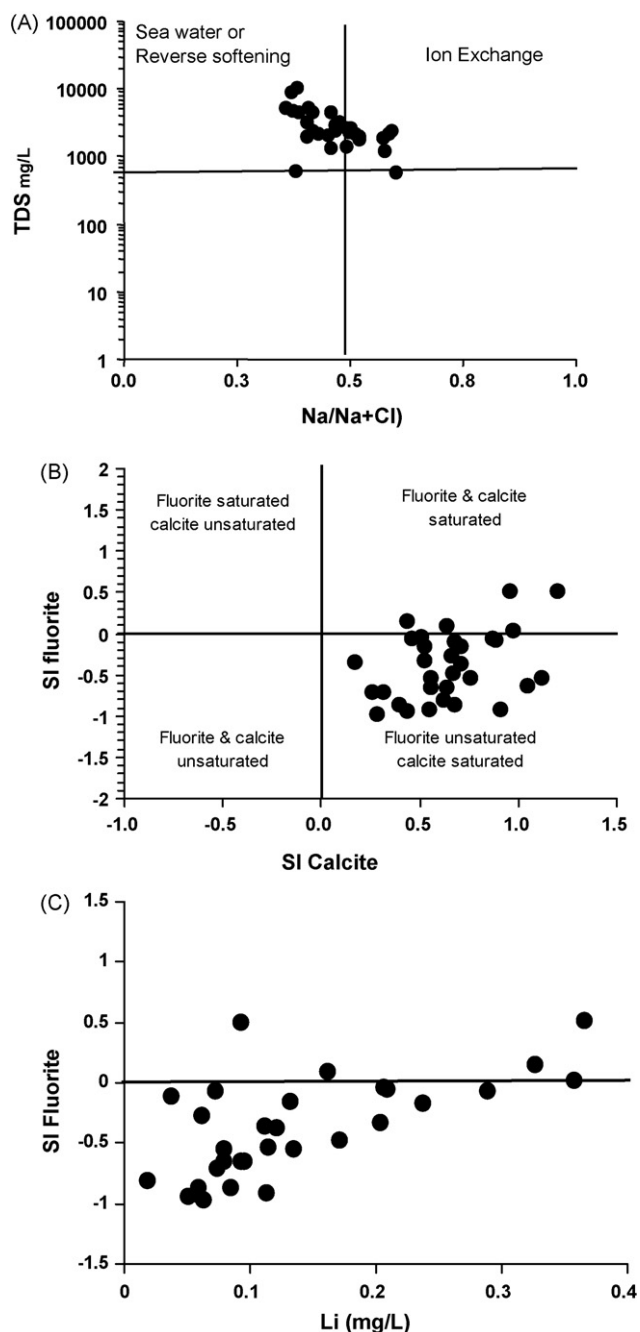 (A)
Sea water or
Reverse softening
Ion Exchange
100000
10000
1000
100
10
1
TDS mg/L
0.0
0.3
0.5
0.8
1.0
Na/Na+Cl)
(B)
Fluorite saturated
calcite unsaturated
Fluorite & calcite
saturated
2
1.5
1
0.5
0
-0.5
-1
-1.5
-2
SI fluorite
Fluorite & calcite
unsaturated
Fluorite unsaturated
calcite saturated
-1.0
-0.5
0.0
0.5
1.0
1.5
SI Calcite
(C)
1.5
1
0.5
0
-0.5
-1
-1.5
SI Fluorite
0
0.1
0.2
0.3
0.4
Li (mg/L)